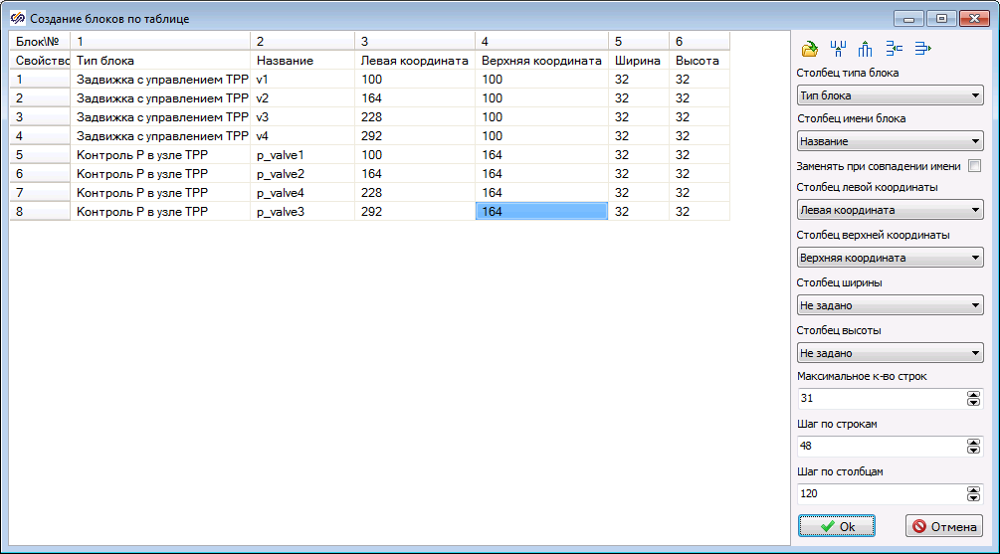 Создание блоков по таблице
Блок\№ 1 2 3 4 5 6
Свойство Тип блока Название Левая координата Верхняя координата Ширина Высота
1 Задвижка с управлением ТРР v1 100 100 32 32
2 Задвижка с управлением ТРР v2 164 100 32 32
3 Задвижка с управлением ТРР v3 228 100 32 32
4 Задвижка с управлением ТРР v4 292 100 32 32
5 Контроль Р в узле ТРР p_valve1 100 164 32 32
6 Контроль Р в узле ТРР p_valve2 164 164 32 32
7 Контроль Р в узле ТРР p_valve4 228 164 32 32
8 Контроль Р в узле ТРР p_valve3 292 164 32 32
Столбец типа блока
Тип блока
Столбец имени блока
Название
Заменять при совпадении имени
Столбец левой координаты
Левая координата
Столбец верхней координаты
Верхняя координата
Столбец ширины
Не задано
Столбец высоты
Не задано
Максимальное к-во строк
31
Шаг по строкам
48
Шаг по столбцам
120
Ok
Отмена